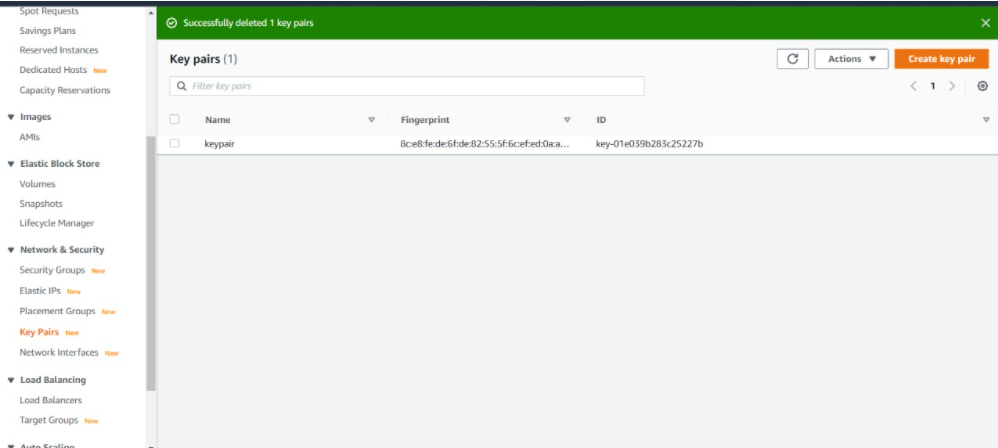 Spot Requests
Savings Plans
Reserved Instances
Dedicated Hosts New
Capacity Reservations
Images
AMIs
Elastic Block Store
Volumes
Snapshots
Lifecycle Manager
Network & Security
Security Groups New
Elastic IPs New
Placement Groups New
Key Pairs New
Network Interfaces New
Load Balancing
Load Balancers
Target Groups New
Auto Scaling
Successfully deleted 1 key pairs
Key pairs (1)
Actions
Create key pair
Filter key pairs
1
Name Fingerprint ID
keypair 8c:e8:fe:de:6f:de:82:55:5f:6c:ef:ed:0a:a... key-01e039b283c25227b